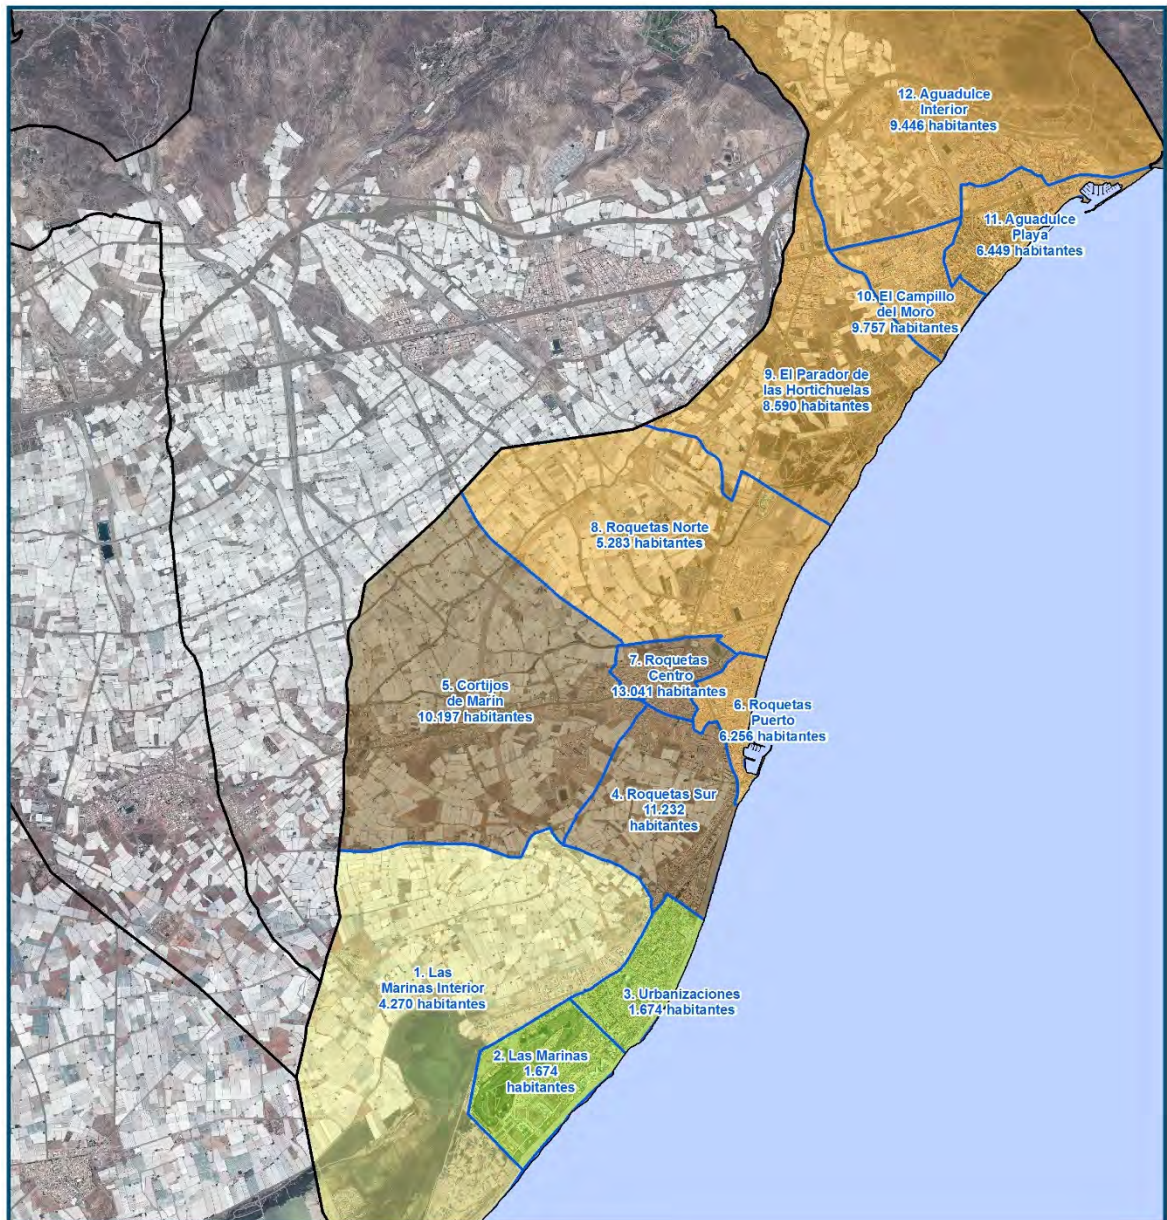 12. Aguadulce
Interior
9.446 habitantes
11. Aguadulce
Playa
6.449 habitantes
10. El Campillo
del Moro
9.757 habitantes
9. El Parador de
las Hortichuelas
8.590 habitantes
8. Roquetas Norte
5.283 habitantes
7. Roquetas
Centro
13.041 habitantes
5. Cortijos
de Marín
10.197 habitantes
6. Roquetas
Puerto
6.256 habitantes
4. Roquetas Sur
11.232
habitantes
1. Las
Marinas Interior
4.270 habitantes
3. Urbanizaciones
1.674 habitantes
2. Las Marinas
1.674
habitantes